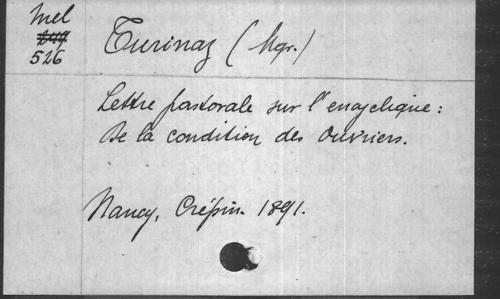 Mel
526
Turinaz (Mgr.)
Lettre pastorale sur l'encyclique:
De la condition des Ouvriers.
Nancy, Crépin. 1891.